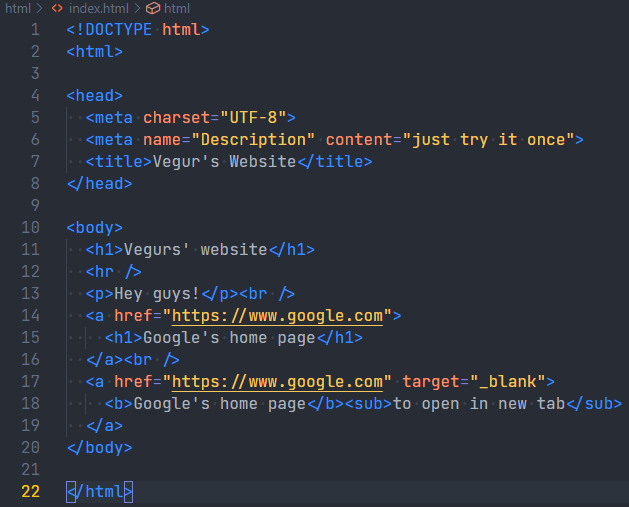 html > index.html > html
1 <!DOCTYPE html>
2 <html>
3
4 <head>
5   <meta charset="UTF-8">
6   <meta name="Description" content="just try it once">
7   <title>Vegur's Website</title>
8 </head>
9
10 <body>
11   <h1>Vegurs' website</h1>
12   <hr />
13   <p>Hey guys!</p><br />
14   <a href="https://www.google.com">
15     <h1>Google's home page</h1>
16   </a><br />
17   <a href="https://www.google.com" target="_blank">
18     <b>Google's home page</b><sub>to open in new tab</sub>
19   </a>
20 </body>
21
22 </html>